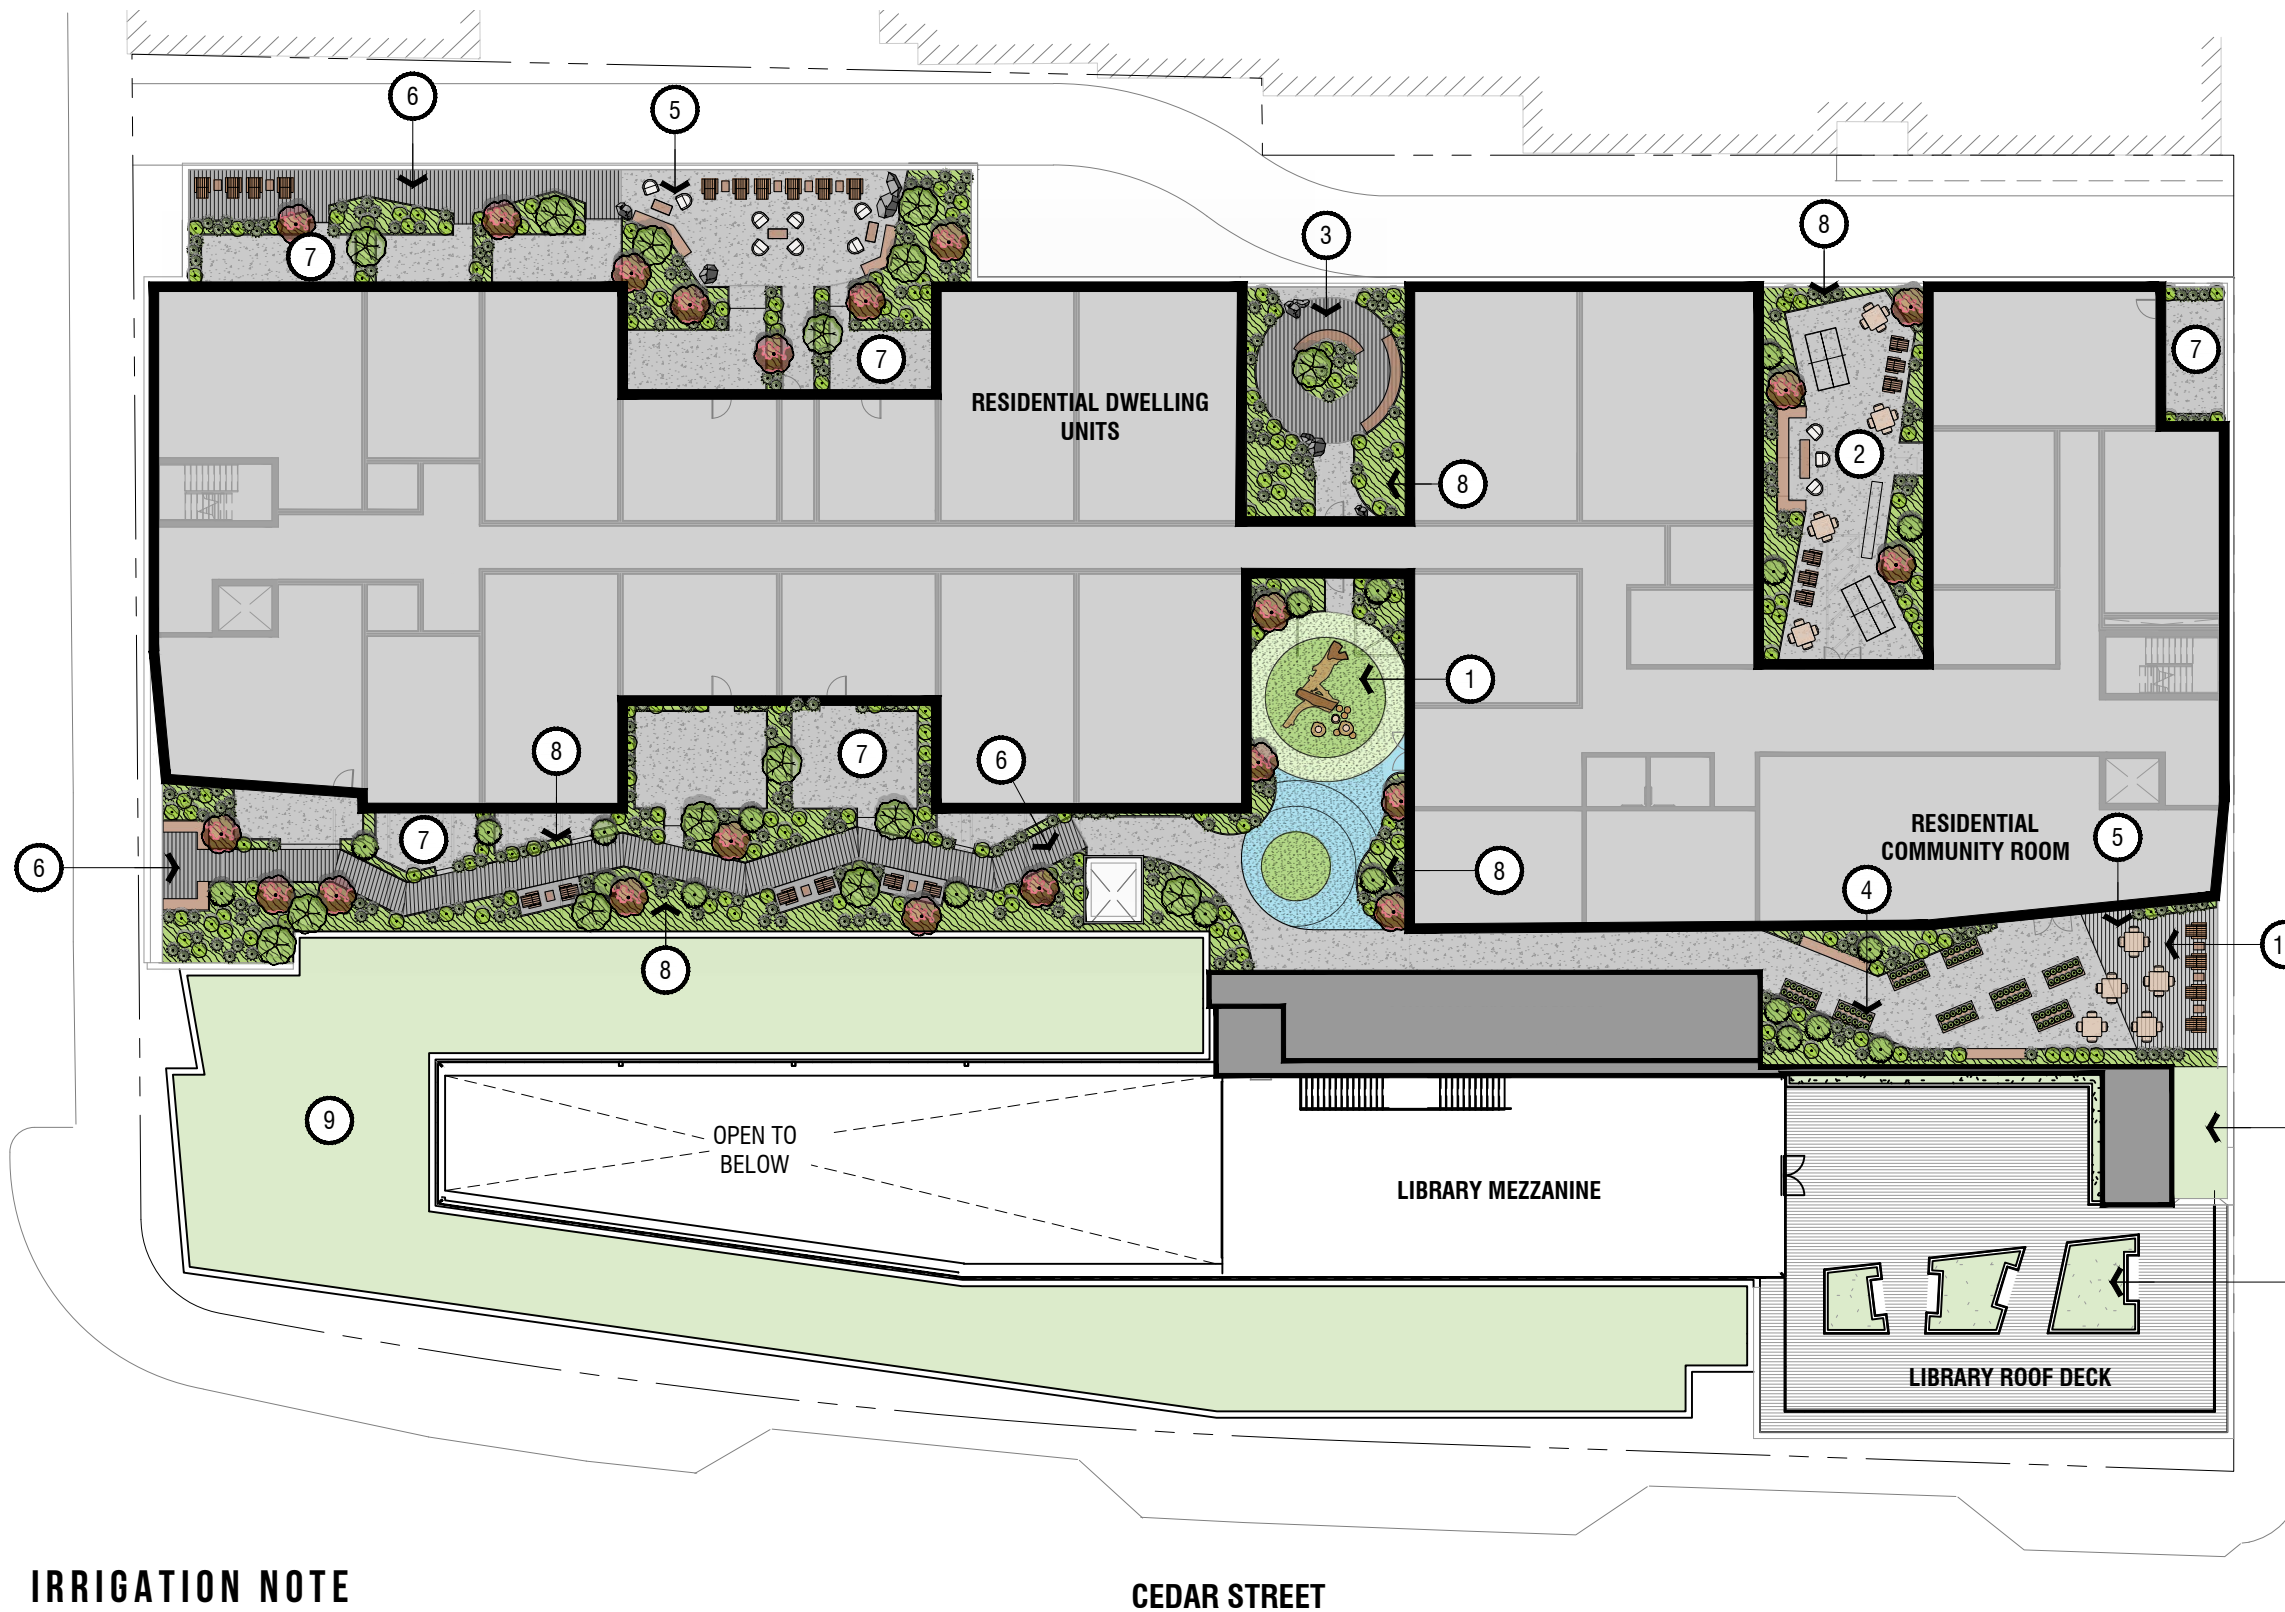 6
5
3
8
7
7
7
RESIDENTIAL DWELLING
UNITS
2
8
1
8
7
6
RESIDENTIAL
COMMUNITY ROOM
5
7
6
8
4
8
9
OPEN TO
BELOW
LIBRARY MEZZANINE
LIBRARY ROOF DECK
IRRIGATION NOTE
CEDAR STREET